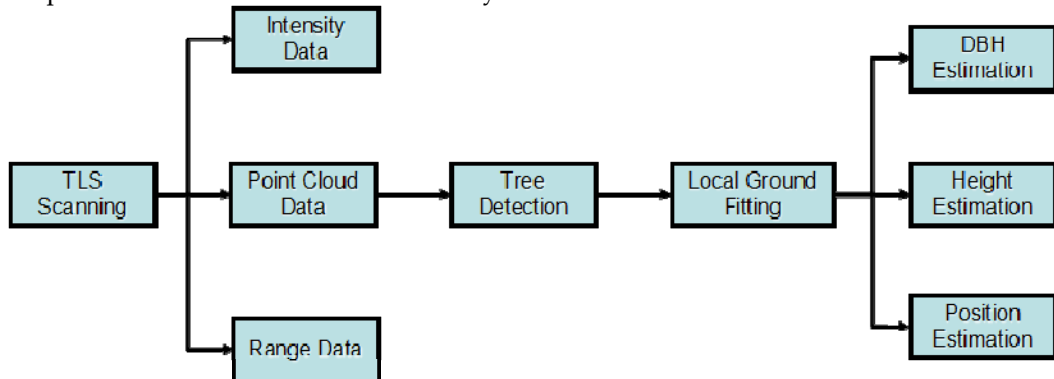 Intensity
Data
DBH
Estimation
TLS
Scanning
Point Cloud
Data
Tree
Detection
Local Ground
Fitting
Height
Estimation
Range Data
Position
Estimation